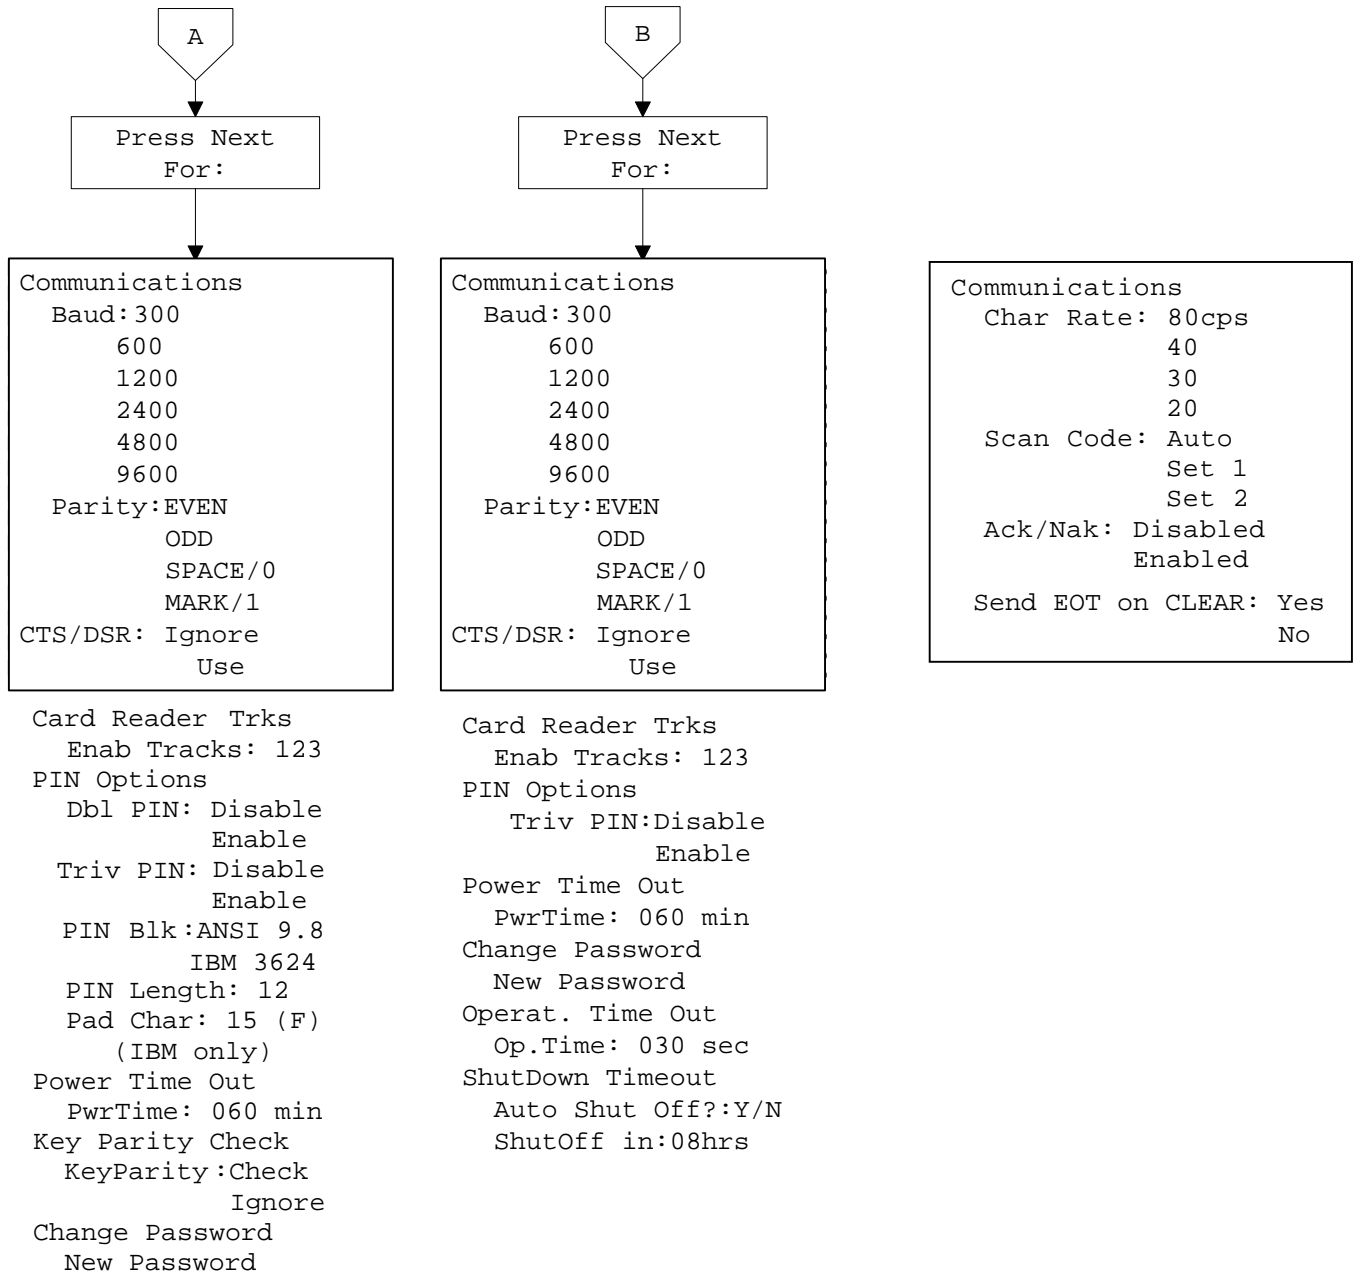 A
Press Next
For:
Communications
Baud:300
600
1200
2400
4800
9600
Parity:EVEN
ODD
SPACE/0
MARK/1
CTS/DSR: Ignore
Use
Card Reader Trks
Enab Tracks: 123
PIN Options
Dbl PIN: Disable
Enable
Triv PIN: Disable
Enable
PIN Blk:ANSI 9.8
IBM 3624
PIN Length: 12
Pad Char: 15 (F)
(IBM only)
Power Time Out
PwrTime: 060 min
Key Parity Check
KeyParity:Check
Ignore
Change Password
New Password
B
Press Next
For:
Communications
Baud:300
600
1200
2400
4800
9600
Parity:EVEN
ODD
SPACE/0
MARK/1
CTS/DSR: Ignore
Use
Card Reader Trks
Enab Tracks: 123
PIN Options
Triv PIN:Disable
Enable
Power Time Out
PwrTime: 060 min
Change Password
New Password
Operat. Time Out
Op.Time: 030 sec
ShutDown Timeout
Auto Shut Off?:Y/N
ShutOff in:08hrs
Communications
Char Rate: 80cps
40
30
20
Scan Code: Auto
Set 1
Set 2
Ack/Nak: Disabled
Enabled
Send EOT on CLEAR: Yes
No